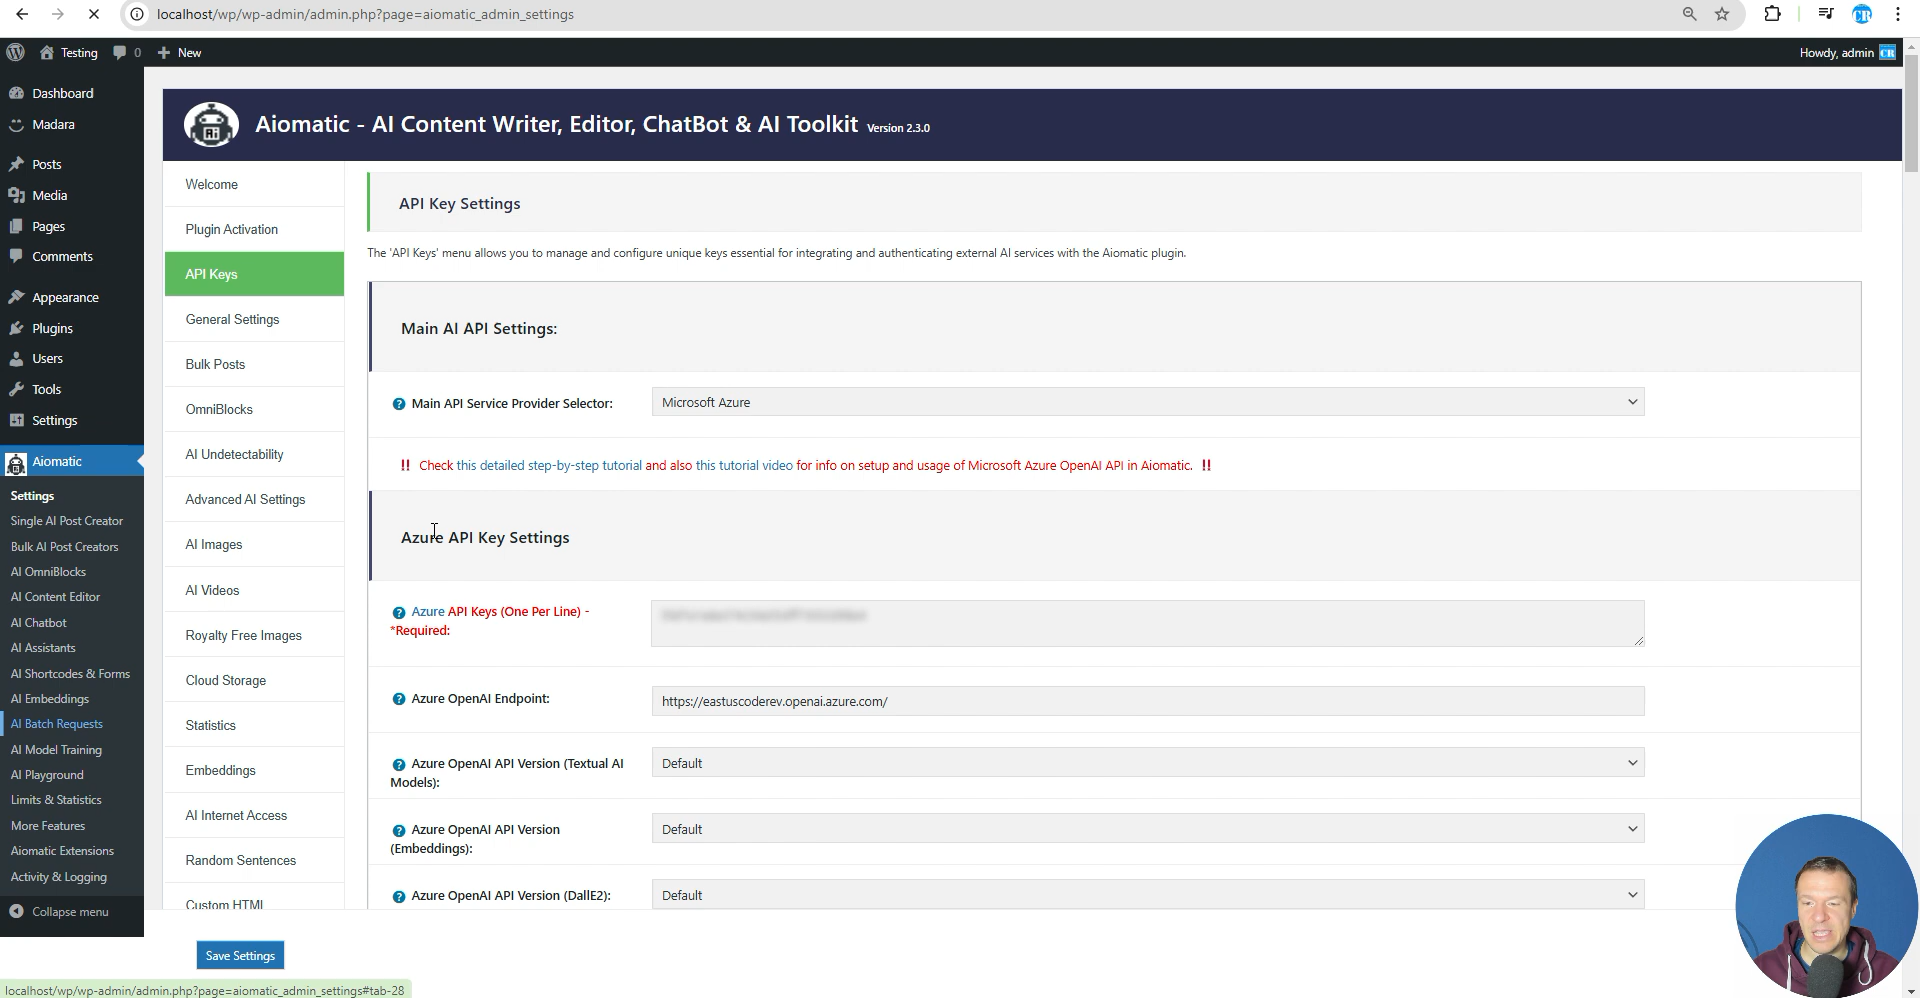 localhost/wp/wp-admin/admin.php?page=aiomatic_admin_settings
CR
Testing
0
New
Howdy, admin
CR
Dashboard
Madara
Posts
Media
Pages
Comments
Appearance
Plugins
Users
Tools
Settings
Aiomatic
Settings
Single AI Post Creator
Bulk AI Post Creators
AI OmniBlocks
AI Content Editor
AI Chatbot
AI Assistants
AI Shortcodes & Forms
AI Embeddings
AI Batch Requests
AI Model Training
AI Playground
Limits & Statistics
More Features
Aiomatic Extensions
Activity & Logging
Collapse menu
Ai
Aiomatic - AI Content Writer, Editor, ChatBot & AI Toolkit Version 2.3.0
Welcome
Plugin Activation
API Keys
General Settings
Bulk Posts
OmniBlocks
AI Undetectability
Advanced AI Settings
AI Images
AI Videos
Royalty Free Images
Cloud Storage
Statistics
Embeddings
AI Internet Access
Random Sentences
Custom HTML
API Key Settings
The 'API Keys' menu allows you to manage and configure unique keys essential for integrating and authenticating external AI services with the Aiomatic plugin.
Main AI API Settings:
? Main API Service Provider Selector:
Microsoft Azure
!! Check this detailed step-by-step tutorial and also this tutorial video for info on setup and usage of Microsoft Azure OpenAI API in Aiomatic. !!
Azure API Key Settings
? Azure API Keys (One Per Line) -
*Required:
? Azure OpenAI Endpoint:
https://eastuscoderev.openai.azure.com/
? Azure OpenAI API Version (Textual AI
Models):
Default
? Azure OpenAI API Version
(Embeddings):
Default
? Azure OpenAI API Version (DallE2):
Default
Save Settings
localhost/wp/wp-admin/admin.php?page=aiomatic_admin_settings#tab-28